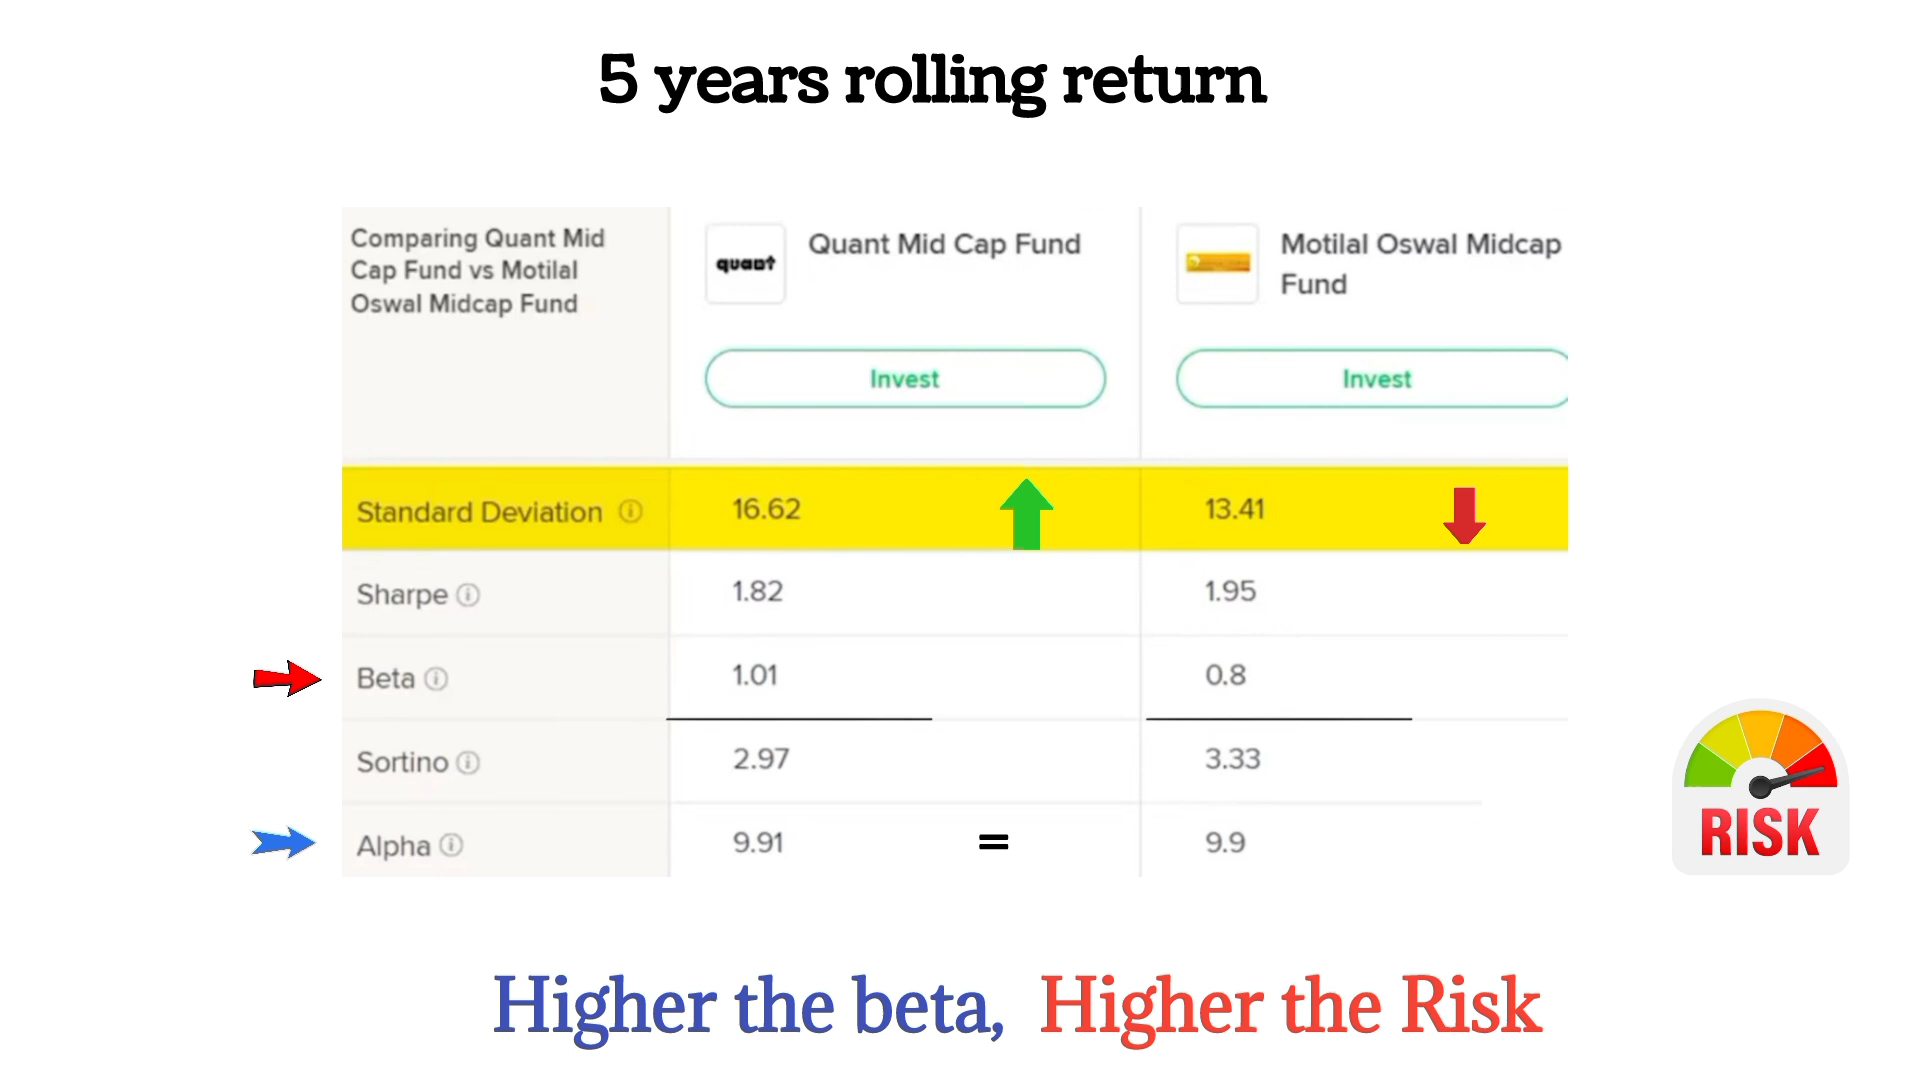 5 years rolling return
Comparing Quant Mid
Cap Fund vs Motilal
Oswal Midcap Fund
quant
Quant Mid Cap Fund
Motilal Oswal Midcap
Fund
Invest
Invest
Standard Deviation 16.62 13.41
Sharpe 1.82 1.95
Beta 1.01 0.8
Sortino 2.97 3.33
Alpha 9.91 = 9.9
RISK
Higher the beta, Higher the Risk